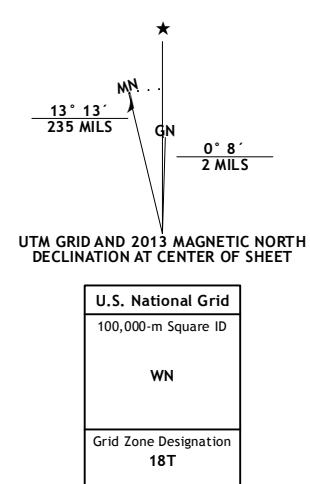 ★
MN
GN
13° 13´
235 MILS
0° 8´
2 MILS
UTM GRID AND 2013 MAGNETIC NORTH
DECLINATION AT CENTER OF SHEET
U.S. National Grid
100,000-m Square ID
WN
Grid Zone Designation
18T